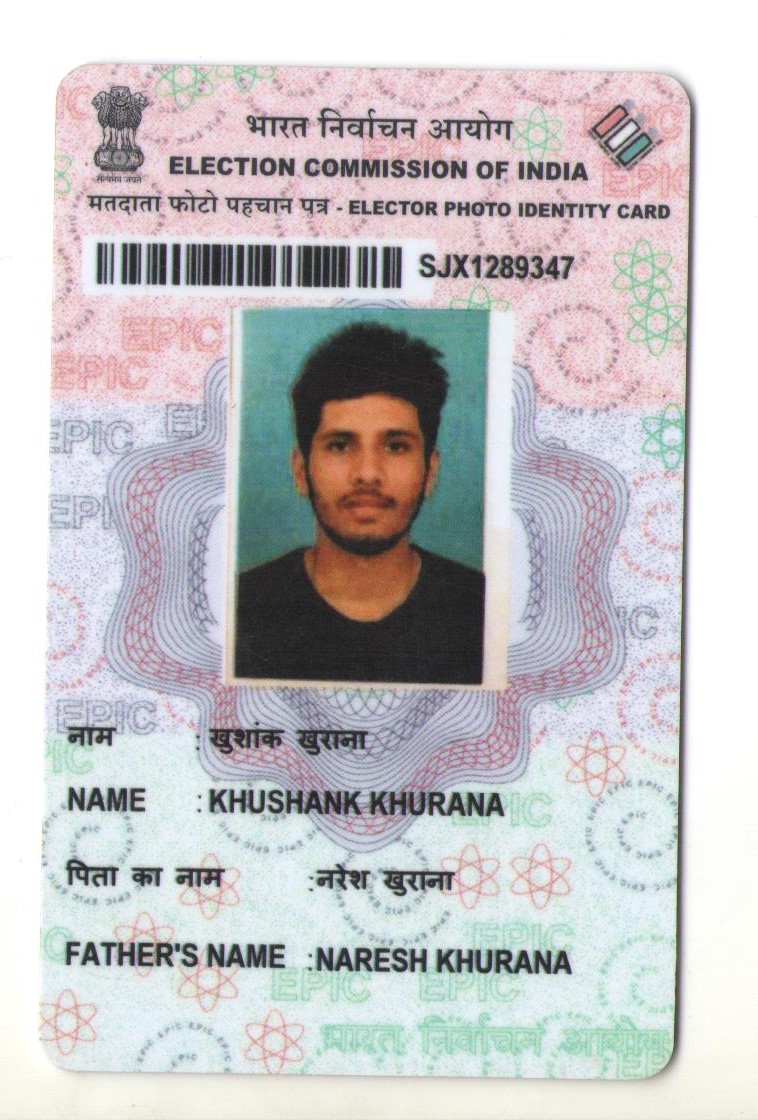 भारत निर्वाचन आयोग
ELECTION COMMISSION OF INDIA
सत्यमेव जयते
मतदाता फोटो पहचान पत्र - ELECTOR PHOTO IDENTITY CARD
SJX1289347
नाम : खुशांक खुराना
NAME : KHUSHANK KHURANA
पिता का नाम :नरेश खुराना
FATHER'S NAME :NARESH KHURANA
भारत निर्वाचन आयोग